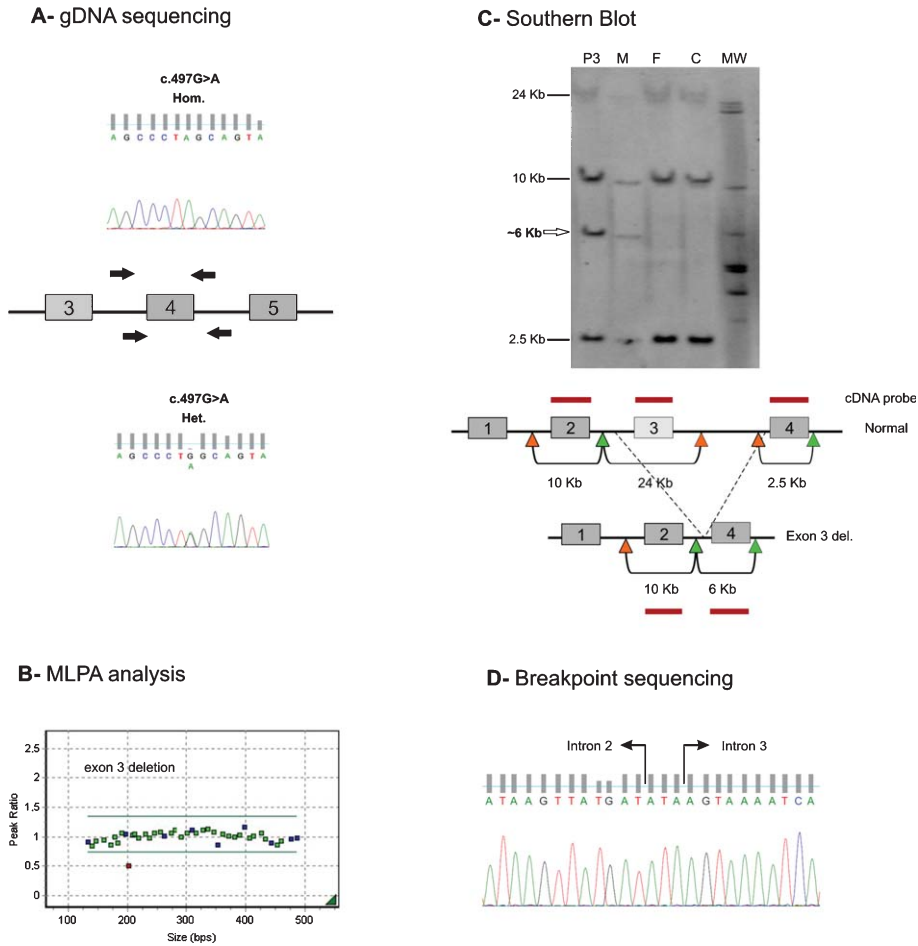 A- gDNA sequencing
c.497G>A
Hom.
A G C C C T A G C A G T A
3 4 5
c.497G>A
Het.
A G C C C T G G C A G T A
A
B- MLPA analysis
exon 3 deletion
Peak Ratio
2.5
2
1.5
1
0.5
0
100 200 300 400 500
Size (bps)
C- Southern Blot
P3 M F C MW
24 Kb
10 Kb
~6 Kb
2.5 Kb
cDNA probe
1 2 3 4 Normal
10 Kb 24 Kb 2.5 Kb
1 2 4 Exon 3 del.
10 Kb 6 Kb
D- Breakpoint sequencing
Intron 2 Intron 3
A T A A G T T A T G A T A T A A G T A A A A T C A